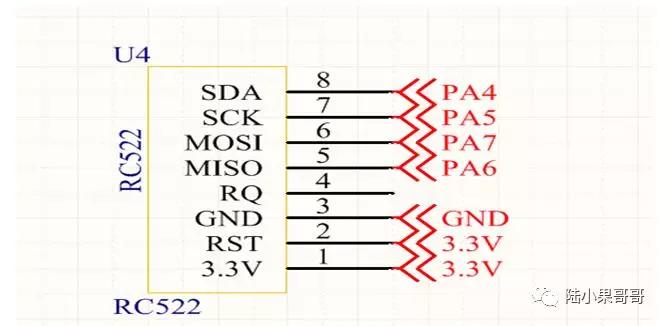 U4
SDA 8 PA4
SCK 7 PA5
MOSI 6 PA7
MISO 5 PA6
RQ 4
GND 3 GND
RST 2 3.3V
3.3V 1 3.3V
RC522
RC522
陆小果哥哥